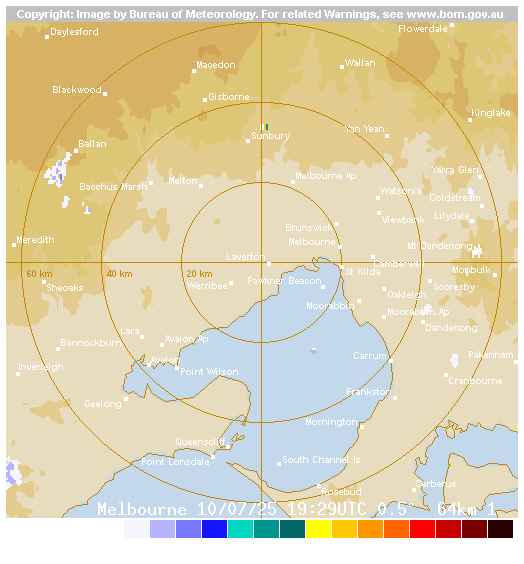 Copyright: Image by Bureau of Meteorology. For related Warnings, see www.bom.gov.au
Flowerdale
Daylesford
Wallan
Macedon
Blackwood
Gisborne
Kinglake
Yan Yean
Sunbury
Ballan
Yarra Glen
Melbourne Ap
Melton
Bacchus Marsh
Watsonia
Coldstream
Viewbank
Lilydale
Brunswick
Meredith
Melbourne
Mt Dandenong
Laverton
Camberwell
60 km
40 km
20 km
St Kilda
Monbulk
Sheoaks
Werribee
Fawkner Beacon
Scoresby
Oakleigh
Moorabbin
Moorabbin Ap
Lara
Dandenong
Bannockburn
Avalon Ap
Avalon
Carrum
Pakenham
Inverleigh
Point Wilson
Cranbourne
Geelong
Frankston
Mornington
Queenscliff
Point Lonsdale
South Channel Is
Cerberus
Rosebud
Melbourne 10/07/25 19:29UTC 0.5° 64km 1